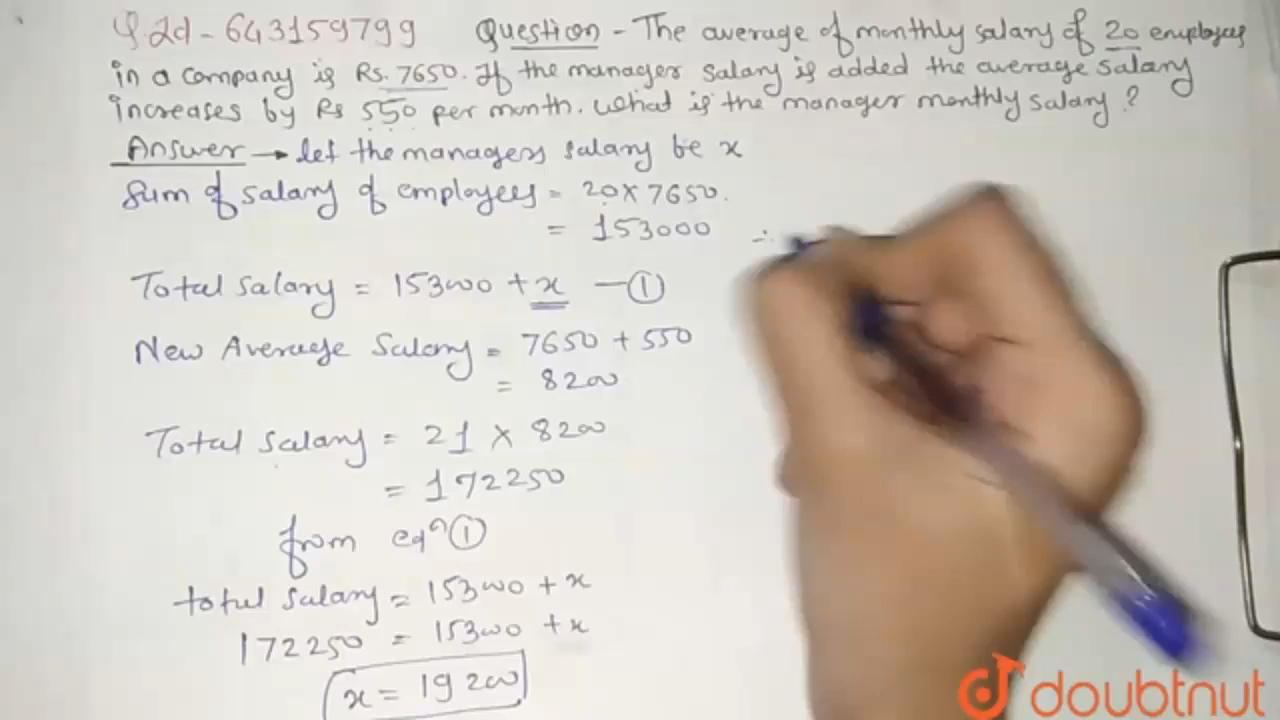 Q.Id - 643159799 Question - The average of monthly salary of 20 employees
in a company is Rs. 7650. If the manager salary is added the average salary
increases by Rs 550 per month. What is the manager monthly salary ?
Answer → let the managers salary be x
Sum of salary of employees = 20 × 7650.
= 153000 ∴
Total Salary = 153000 + x — ①
New Average Salary = 7650 + 550
= 8200
Total salary = 21 × 8200
= 172250
from eqⁿ ①
total salary = 153000 + x
172250 = 153000 + x
x = 19200
doubtnut